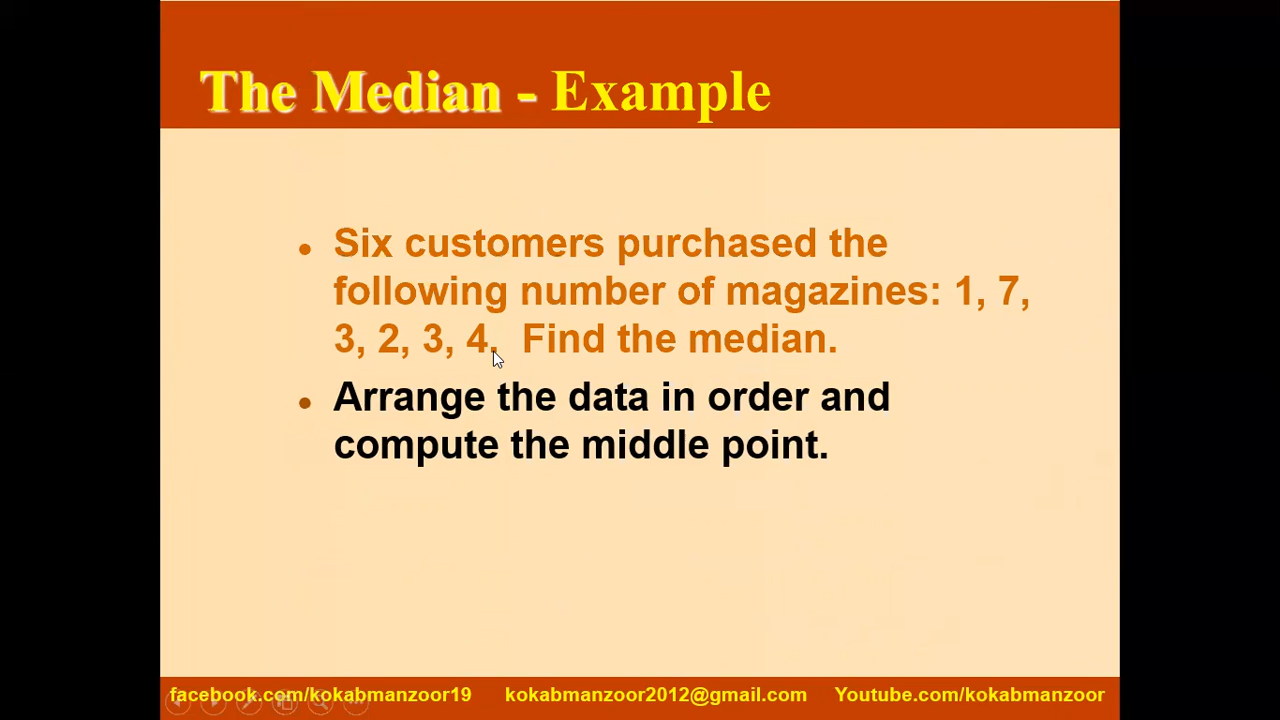 The Median - Example
• Six customers purchased the
following number of magazines: 1, 7,
3, 2, 3, 4,  Find the median.
• Arrange the data in order and
compute the middle point.
facebook.com/kokabmanzoor19 kokabmanzoor2012@gmail.com Youtube.com/kokabmanzoor